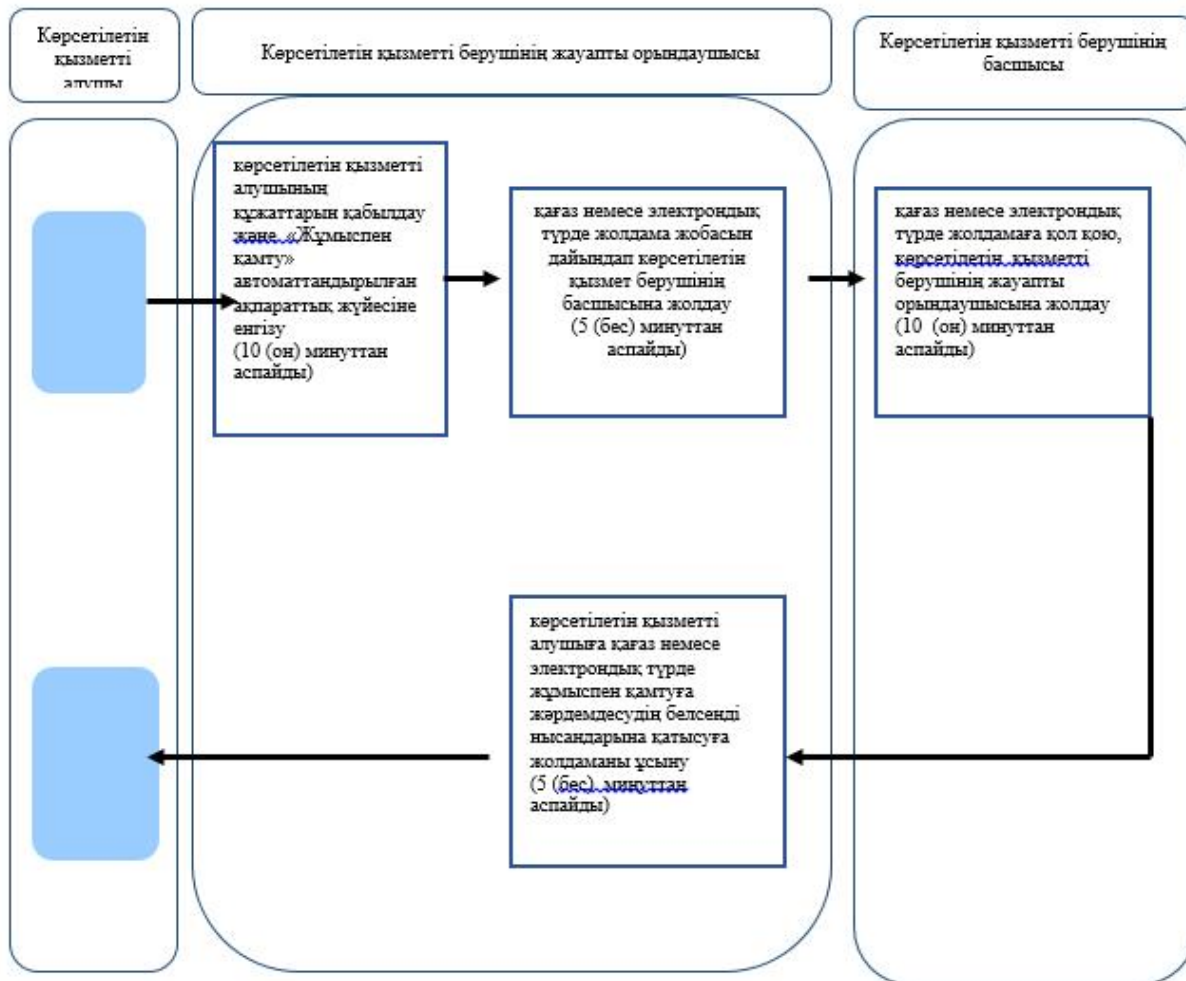 Көрсетілетін
қызметті
алушы
Көрсетілетін қызметті берушінің жауапты орындаушысы
Көрсетілетін қызметті берушінің
басшысы
көрсетілетін қызметті
алушының
құжаттарын қабылдау
және «Жұмыспен
қамту»
автоматтандырылған
ақпараттық жүйесіне
енгізу
(10 (он) минуттан
аспайды)
қағаз немесе электрондық
түрде жолдама жобасын
дайындап көрсетілетін
қызмет берушінің
басшысына жолдау
(5 (бес) минуттан
аспайды)
қағаз немесе электрондық
түрде жолдамаға қол қою,
көрсетілетін қызметті
берушінің жауапты
орындаушысына жолдау
(10 (он) минуттан
аспайды)
көрсетілетін қызметті
алушыға қағаз немесе
электрондық түрде
жұмыспен қамтуға
жәрдемдесудің белсенді
нысандарына қатысуға
жолдаманы ұсыну
(5 (бес) минуттан
аспайды)